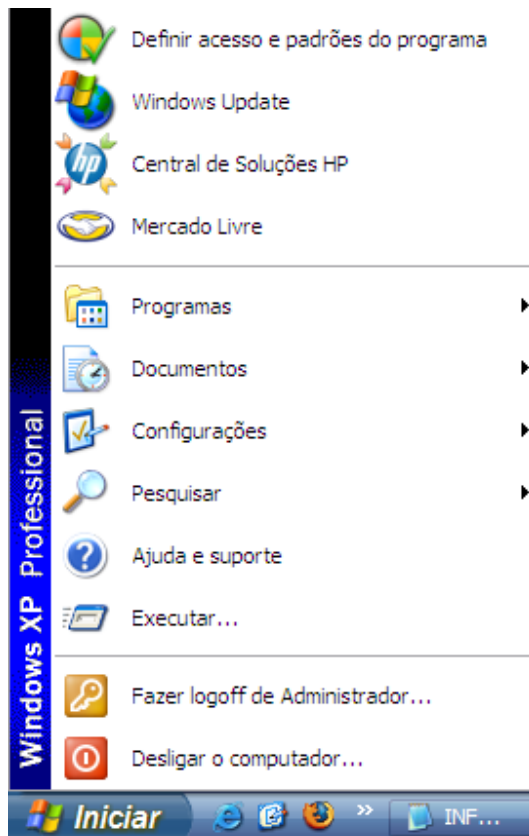 Definir acesso e padrões do programa
Windows Update
hp
Central de Soluções HP
Mercado Livre
Programas
Documentos
Configurações
Pesquisar
Ajuda e suporte
Executar...
Fazer logoff de Administrador...
Desligar o computador...
Windows XP Professional
Iniciar
»
INF...